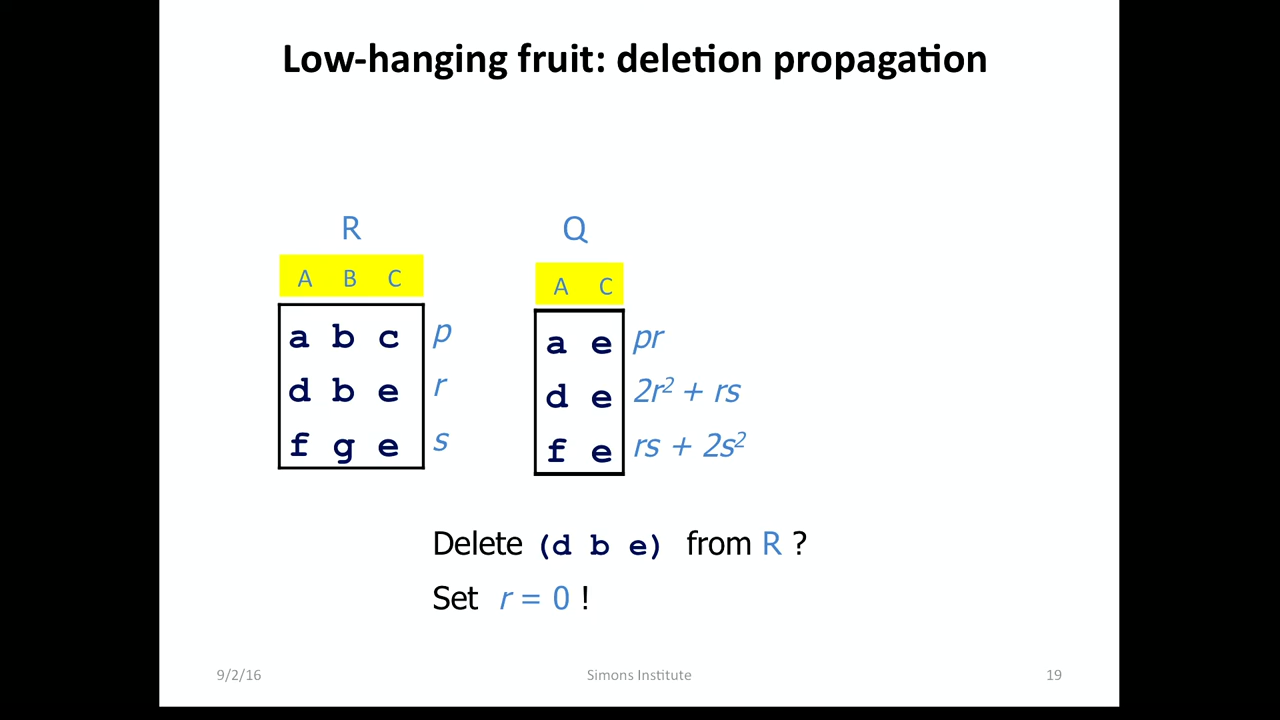 Low-hanging fruit: deletion propagation
R Q
A B C
A C
a b c p
a e pr
d b e r
d e 2r² + rs
f g e s
f e rs + 2s²
Delete (d b e) from R ?
Set r = 0 !
9/2/16 Simons Institute 19